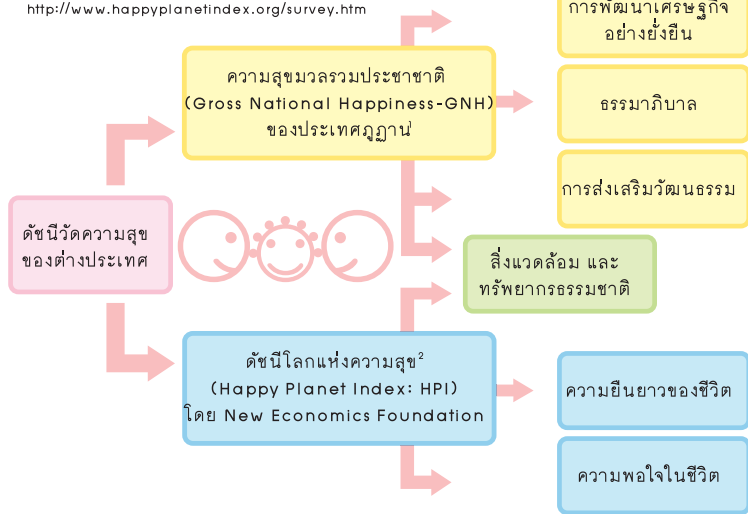 http://www.happyplanetindex.org/survey.htm
การพัฒนาเศรษฐกิจ
อย่างยั่งยืน
ความสุขมวลรวมประชาชาติ
(Gross National Happiness-GNH)
ของประเทศภูฏาน¹
ธรรมาภิบาล
การส่งเสริมวัฒนธรรม
ดัชนีวัดความสุข
ของต่างประเทศ
สิ่งแวดล้อม และ
ทรัพยากรธรรมชาติ
ดัชนีโลกแห่งความสุข²
(Happy Planet Index: HPI)
โดย New Economics Foundation
ความยืนยาวของชีวิต
ความพอใจในชีวิต